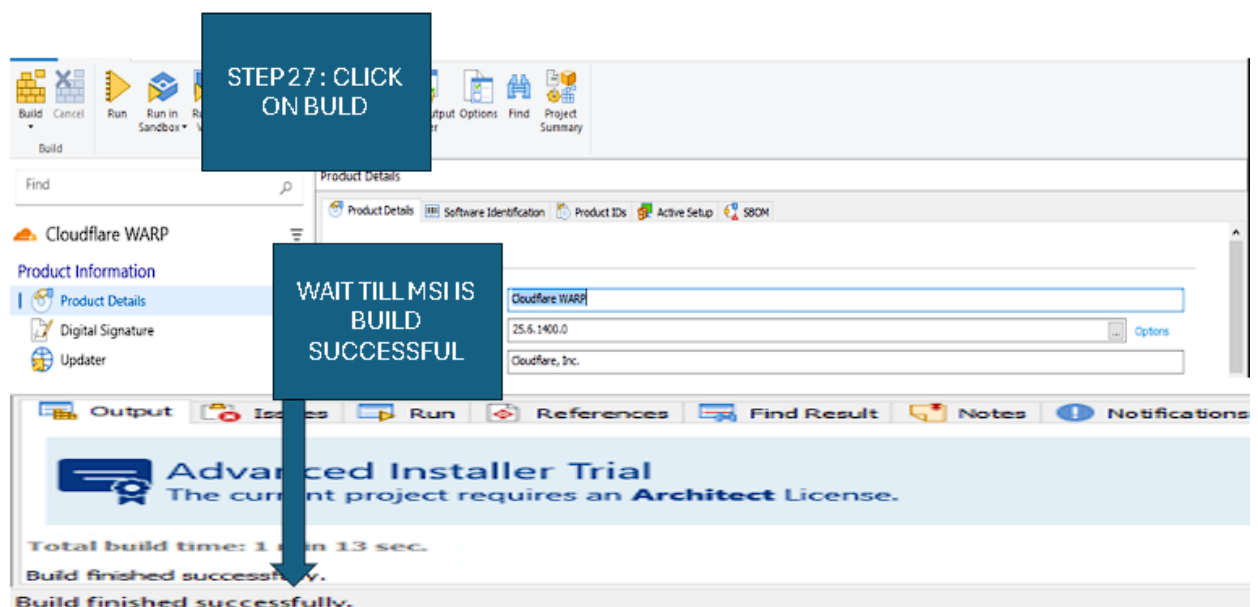 STEP 27 : CLICK
ON BULD
Build Cancel Run Run in
Sandbox Options Find Project
Summary
Build
Find
Product Details
Product Details Software Identification Product IDs Active Setup SBOM
Cloudflare WARP
Product Information
WAIT TILL MSI IS
BUILD
SUCCESSFUL
Product Details
Cloudflare WARP
Digital Signature
25.6.1400.0 ... Options
Updater
Cloudflare, Inc.
Output Issues Run References Find Result Notes Notifications
Advanced Installer Trial
The current project requires an Architect License.
Total build time: 1 min 13 sec.
Build finished successfully.
Build finished successfully.